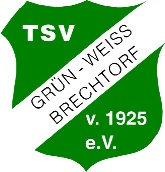 TSV
GRÜN-WEISS
BRECHTORF
v. 1925
e.V.